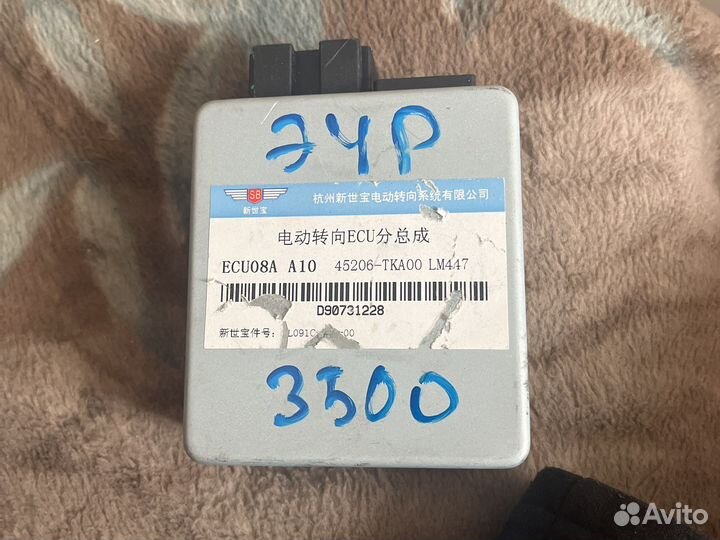 ЭУР
SB
新世宝
杭州新世宝电动转向系统有限公司
电动转向ECU分总成
ECU08A A10 45206-TKA00 LM447
D90731228
新世宝件号:
3500
Avito